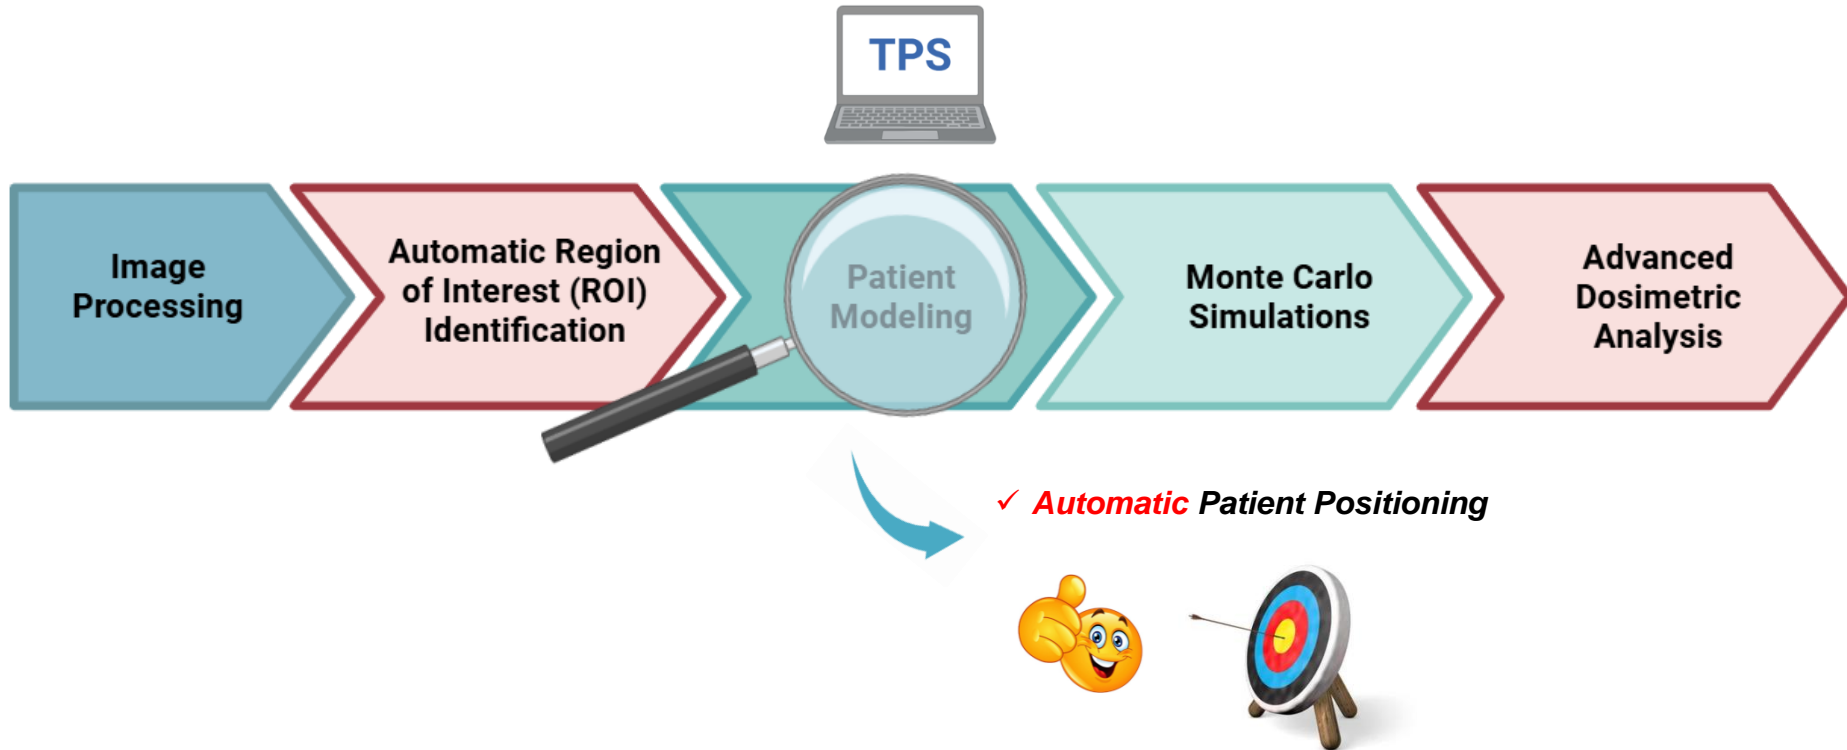 TPS
Image
Processing
Automatic Region
of Interest (ROI)
Identification
Patient
Modeling
Monte Carlo
Simulations
Advanced
Dosimetric
Analysis
✓ Automatic Patient Positioning